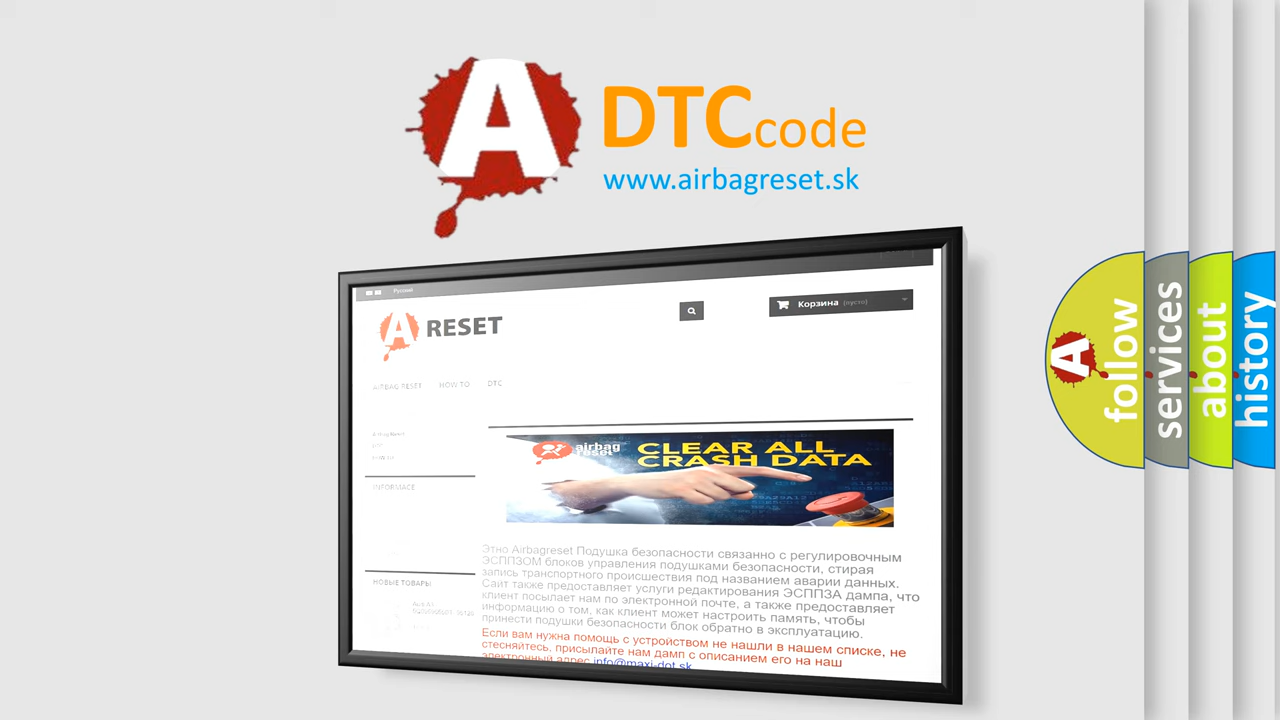 A
DTC code
www.airbagreset.sk
Русский
A RESET
Корзина (пусто)
AIRBAG RESET HOW TO DTC
INFORMACE
НОВЫЕ ТОВАРЫ
airbag
reset
CLEAR ALL
CRASH DATA
Этно Airbagreset Подушка безопасности связанно с регулировочным
ЭСППЗОМ блоков управления подушками безопасности, стирая
запись транспортного происшествия под названием аварии данных.
Сайт также предоставляет услуги редактирования ЭСППЗА дампа, что
клиент посылает нам по электронной почте, а также предоставляет
информацию о том, как клиент может настроить память, чтобы
принести подушки безопасности блок обратно в эксплуатацию.
Если вам нужна помощь с устройством не нашли в нашем списке, не
стесняйтесь, присылайте нам дамп с описанием его на наш
электронный адрес info@maxi-dot.sk
A
follow
services
about
history